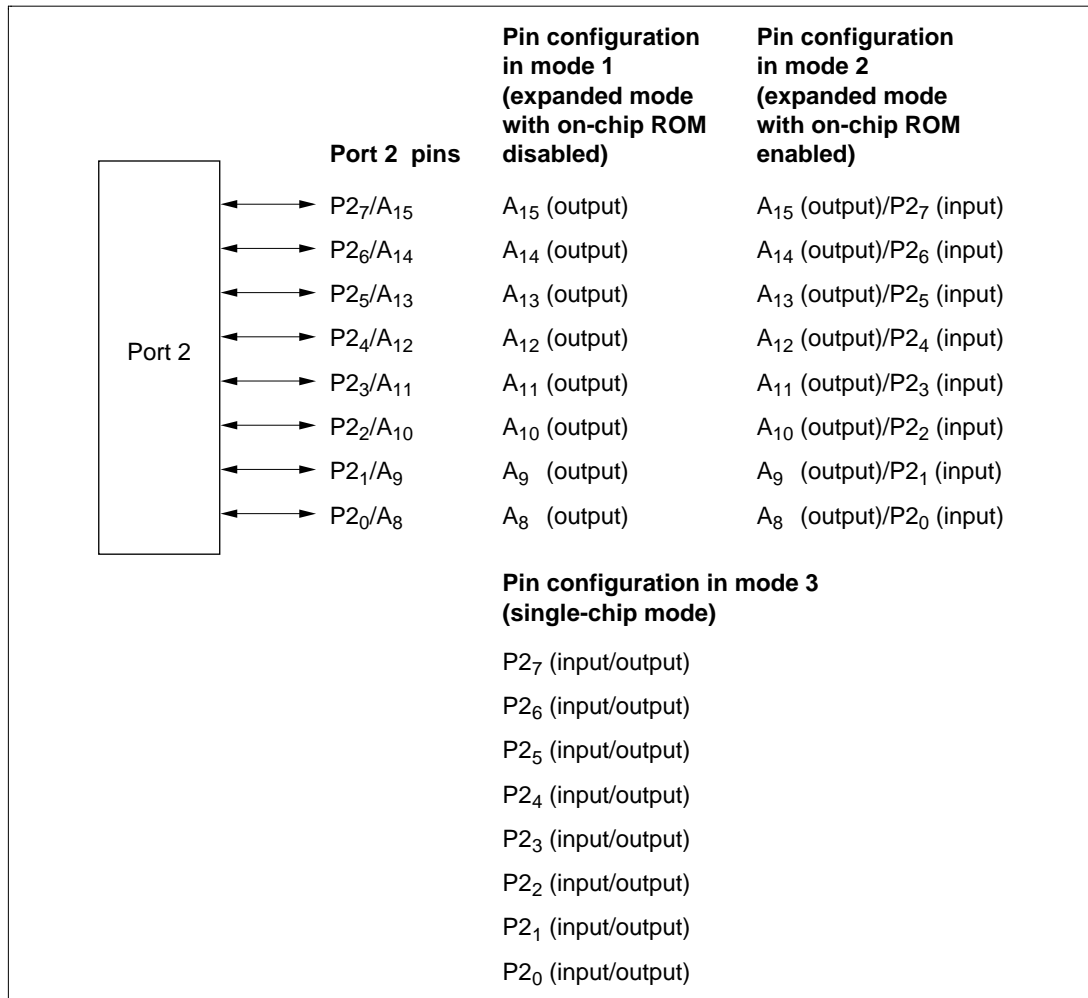 Pin configuration in mode 1 (expanded mode with on-chip ROM disabled)
Pin configuration in mode 2 (expanded mode with on-chip ROM enabled)
Port 2 pins
Port 2
P2₇/A₁₅ A₁₅ (output) A₁₅ (output)/P2₇ (input)
P2₆/A₁₄ A₁₄ (output) A₁₄ (output)/P2₆ (input)
P2₅/A₁₃ A₁₃ (output) A₁₃ (output)/P2₅ (input)
P2₄/A₁₂ A₁₂ (output) A₁₂ (output)/P2₄ (input)
P2₃/A₁₁ A₁₁ (output) A₁₁ (output)/P2₃ (input)
P2₂/A₁₀ A₁₀ (output) A₁₀ (output)/P2₂ (input)
P2₁/A₉ A₉ (output) A₉ (output)/P2₁ (input)
P2₀/A₈ A₈ (output) A₈ (output)/P2₀ (input)
Pin configuration in mode 3
(single-chip mode)
P2₇ (input/output)
P2₆ (input/output)
P2₅ (input/output)
P2₄ (input/output)
P2₃ (input/output)
P2₂ (input/output)
P2₁ (input/output)
P2₀ (input/output)